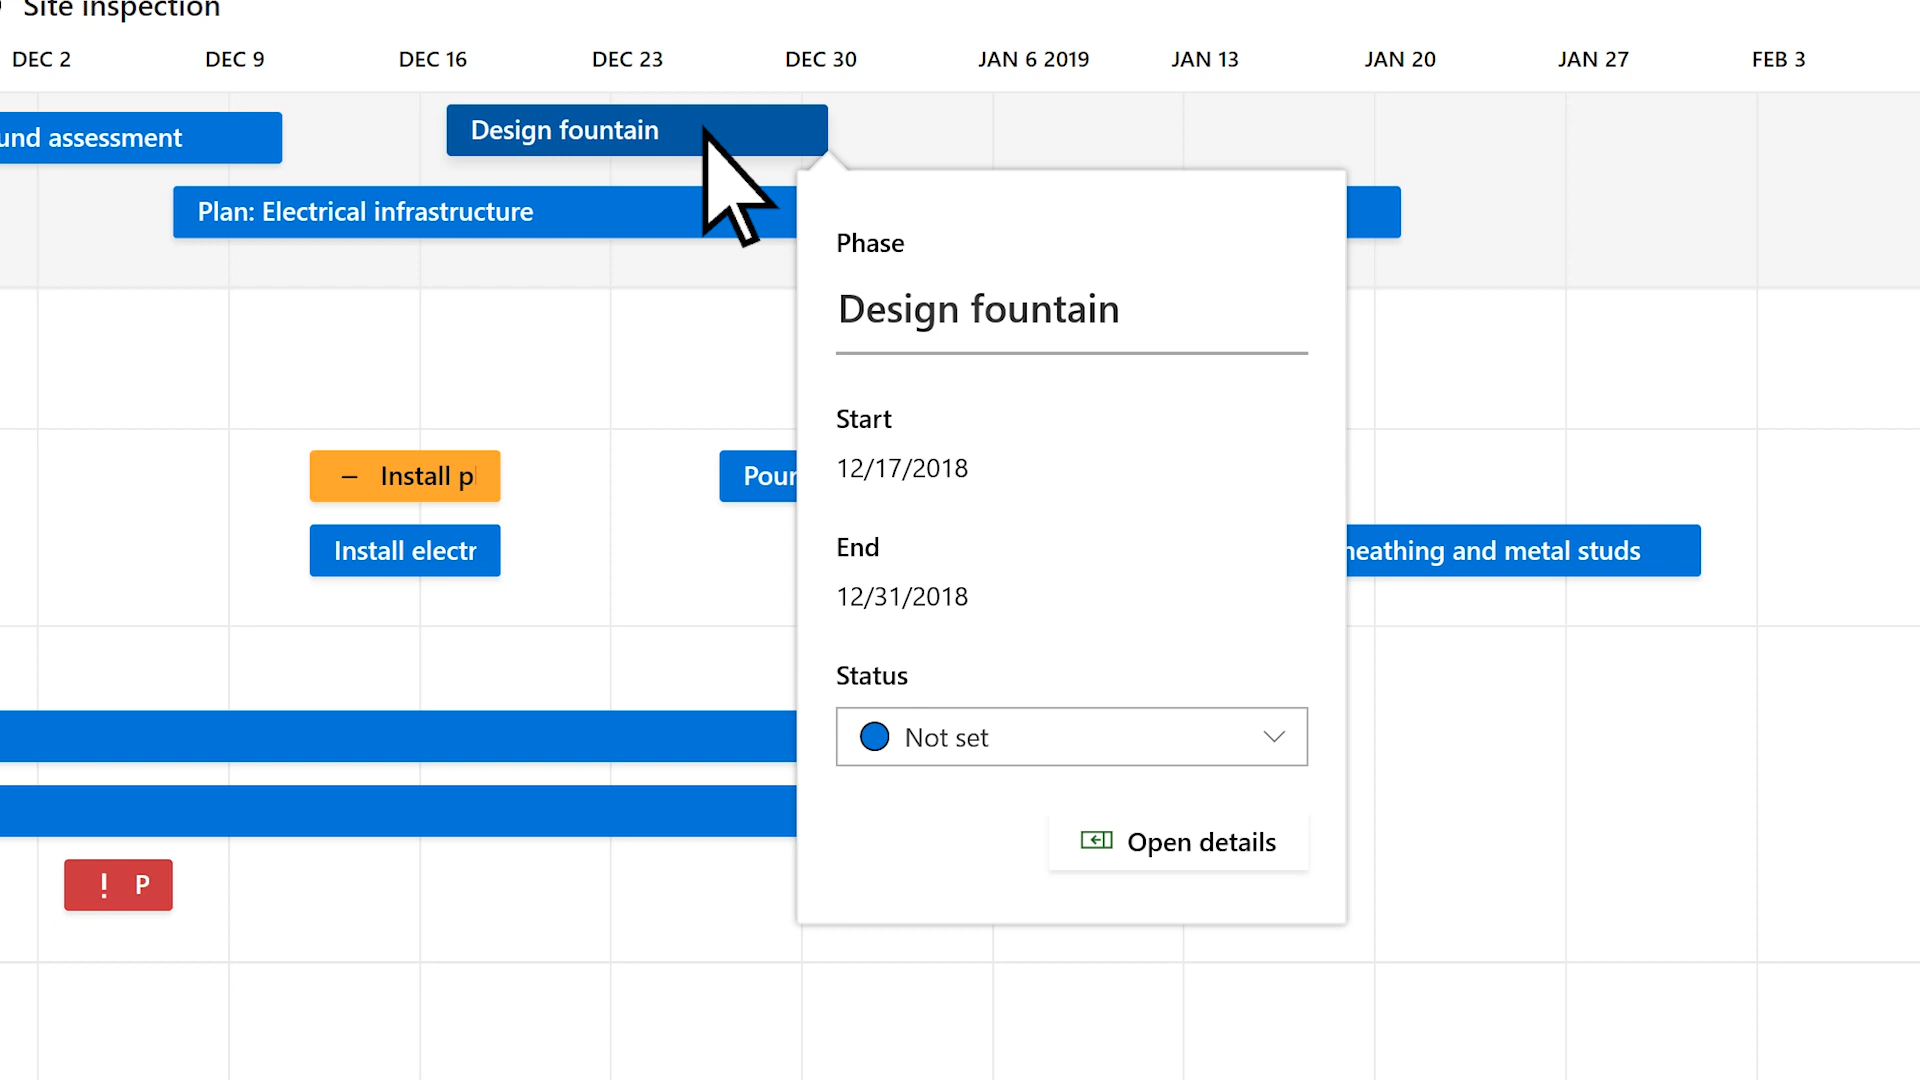 Site inspection
DEC 2 DEC 9 DEC 16 DEC 23 DEC 30 JAN 6 2019 JAN 13 JAN 20 JAN 27 FEB 3
und assessment
Design fountain
Plan: Electrical infrastructure
Phase
Design fountain
Start
12/17/2018
– Install p
Pour
End
Install electr
heathing and metal studs
12/31/2018
Status
Not set
Open details
! P